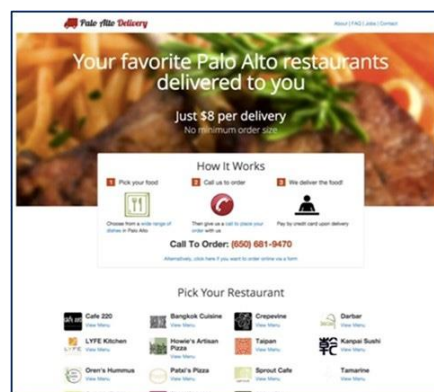 Palo Alto Delivery
About | FAQ | Jobs | Contact
Your favorite Palo Alto restaurants
delivered to you
Just $8 per delivery
No minimum order size
How It Works
1 Pick your food
2 Call us to order
3 We deliver the food!
Choose from a wide range of
dishes in Palo Alto
Then give us a call to place your
order with us
Pay by credit card upon delivery
Call To Order: (650) 681-9470
Alternatively, click here if you want to order online via a form
Pick Your Restaurant
Cafe 220
View Menu
Bangkok Cuisine
View Menu
Crepevine
View Menu
Darbar
View Menu
LYFE Kitchen
View Menu
Howie's Artisan
Pizza
View Menu
Taipan
View Menu
Kanpai Sushi
View Menu
Oren's Hummus
View Menu
Patxi's Pizza
View Menu
Sprout Cafe
View Menu
Tamarine
View Menu